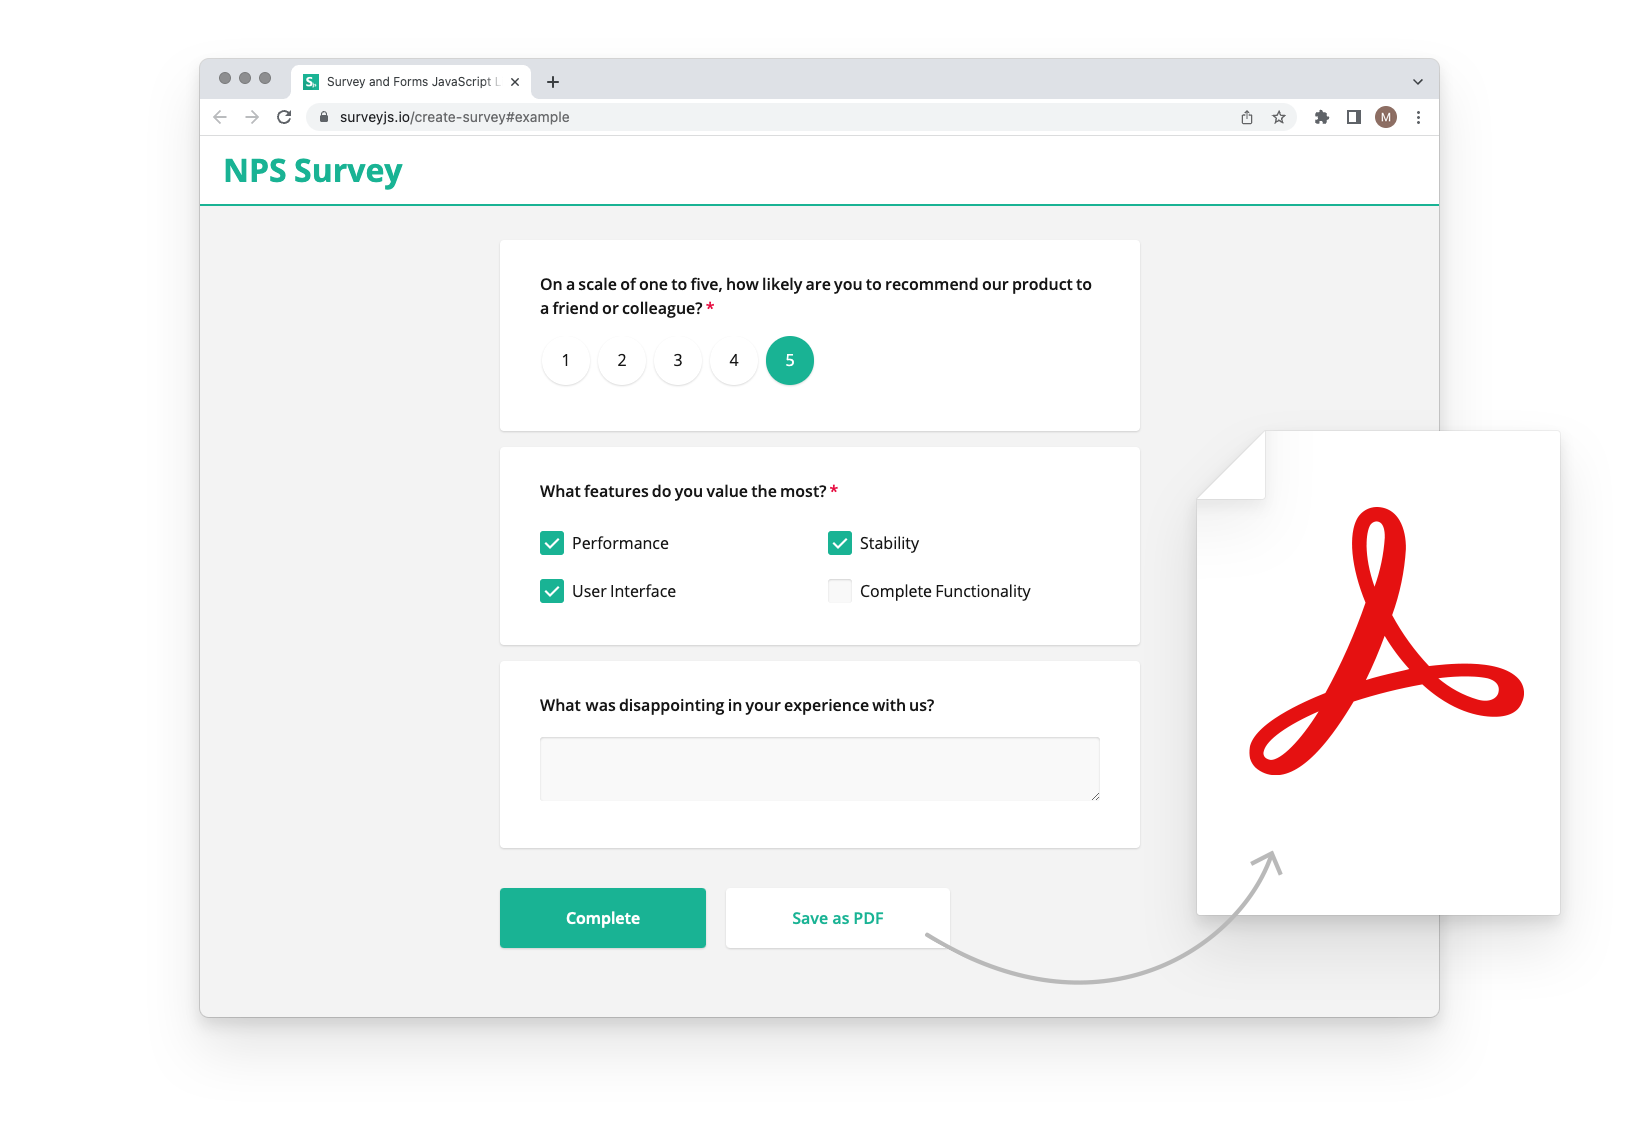 Survey and Forms JavaScript L
surveyjs.io/create-survey#example
M
NPS Survey
On a scale of one to five, how likely are you to recommend our product to
a friend or colleague? *
1 2 3 4 5
What features do you value the most? *
Performance Stability
User Interface Complete Functionality
What was disappointing in your experience with us?
Complete Save as PDF